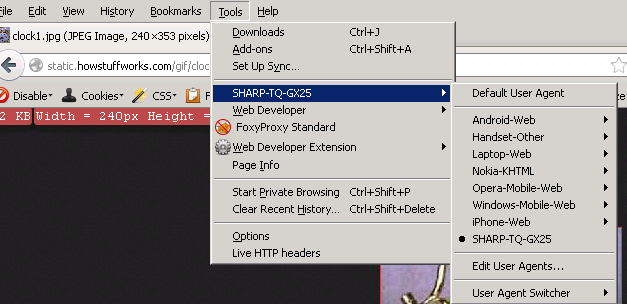 File Edit View History Bookmarks Tools Help
clock1.jpg (JPEG Image, 240×353 pixels)
static.howstuffworks.com/gif/cloc
Disable Cookies CSS
2 KB Width = 240px Height =
Downloads Ctrl+J
Add-ons Ctrl+Shift+A
Set Up Sync...
SHARP-TQ-GX25
Web Developer
FoxyProxy Standard
Web Developer Extension
Page Info
Start Private Browsing Ctrl+Shift+P
Clear Recent History... Ctrl+Shift+Delete
Options
Live HTTP headers
Default User Agent
Android-Web
Handset-Other
Laptop-Web
Nokia-KHTML
Opera-Mobile-Web
Windows-Mobile-Web
iPhone-Web
SHARP-TQ-GX25
Edit User Agents...
User Agent Switcher